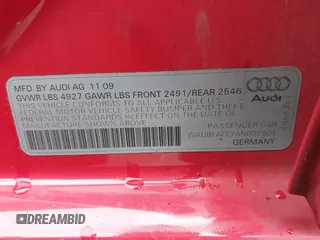 MFD. BY AUDI AG 11 09
GVWR LBS 4927 GAWR LBS FRONT 2491/REAR 2546
THIS VEHICLE CONFORMS TO ALL APPLICABLE
FEDERAL MOTOR VEHICLE SAFETY BUMPER AND THEFT
PREVENTION STANDARDS IN EFFECT ON THE DATE
OF MANUFACTURE SHOWN ABOVE.
Audi
GERMANY
PASSENGER CAR
DREAMBID